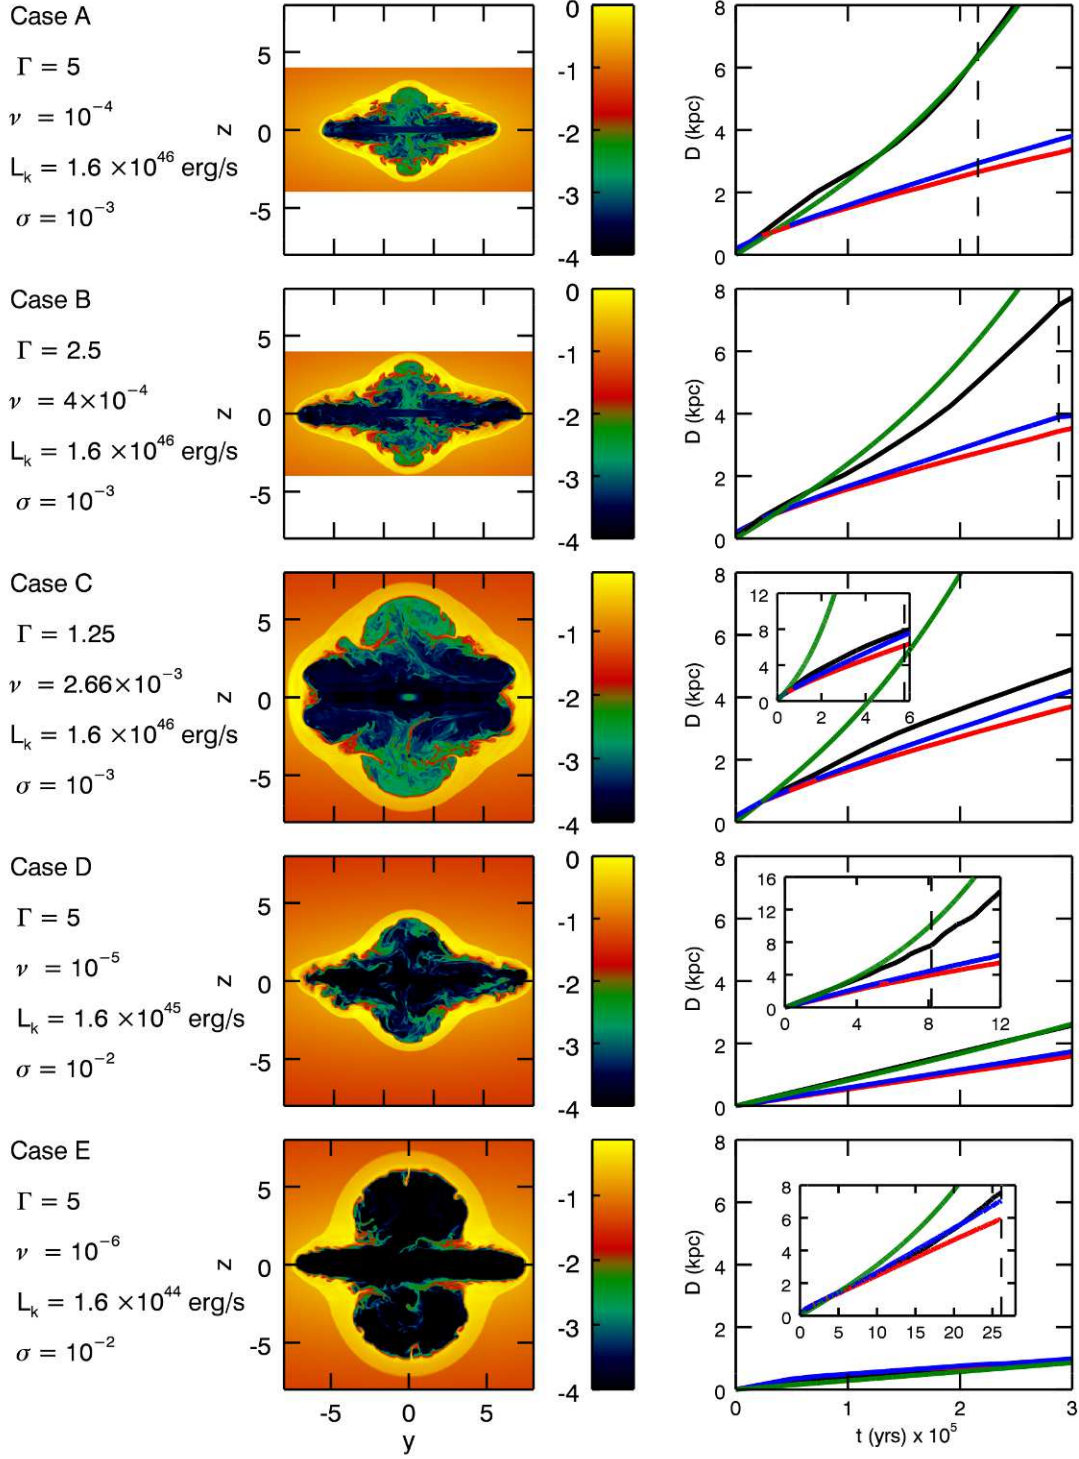 Case A
Γ = 5
ν = 10⁻⁴
Lₖ = 1.6 ×10⁴⁶ erg/s
σ = 10⁻³
z
5
0
-5
0
-1
-2
-3
-4
D (kpc)
8
6
4
2
0
Case B
Γ = 2.5
ν = 4×10⁻⁴
Lₖ = 1.6 ×10⁴⁶ erg/s
σ = 10⁻³
z
5
0
-5
0
-1
-2
-3
-4
D (kpc)
8
6
4
2
0
Case C
Γ = 1.25
ν = 2.66×10⁻³
Lₖ = 1.6 ×10⁴⁶ erg/s
σ = 10⁻³
z
5
0
-5
-1
-2
-3
-4
D (kpc)
8
6
4
2
0
12
8
4
0
0 2 4 6
Case D
Γ = 5
ν = 10⁻⁵
Lₖ = 1.6 ×10⁴⁵ erg/s
σ = 10⁻²
z
5
0
-5
0
-1
-2
-3
-4
D (kpc)
8
6
4
2
0
16
12
8
4
0
0 4 8 12
Case E
Γ = 5
ν = 10⁻⁶
Lₖ = 1.6 ×10⁴⁴ erg/s
σ = 10⁻²
z
5
0
-5
-5 0 5
y
-1
-2
-3
-4
D (kpc)
8
6
4
2
0
8
6
4
2
0
0 5 10 15 20 25
0 1 2 3
t (yrs) x 10⁵